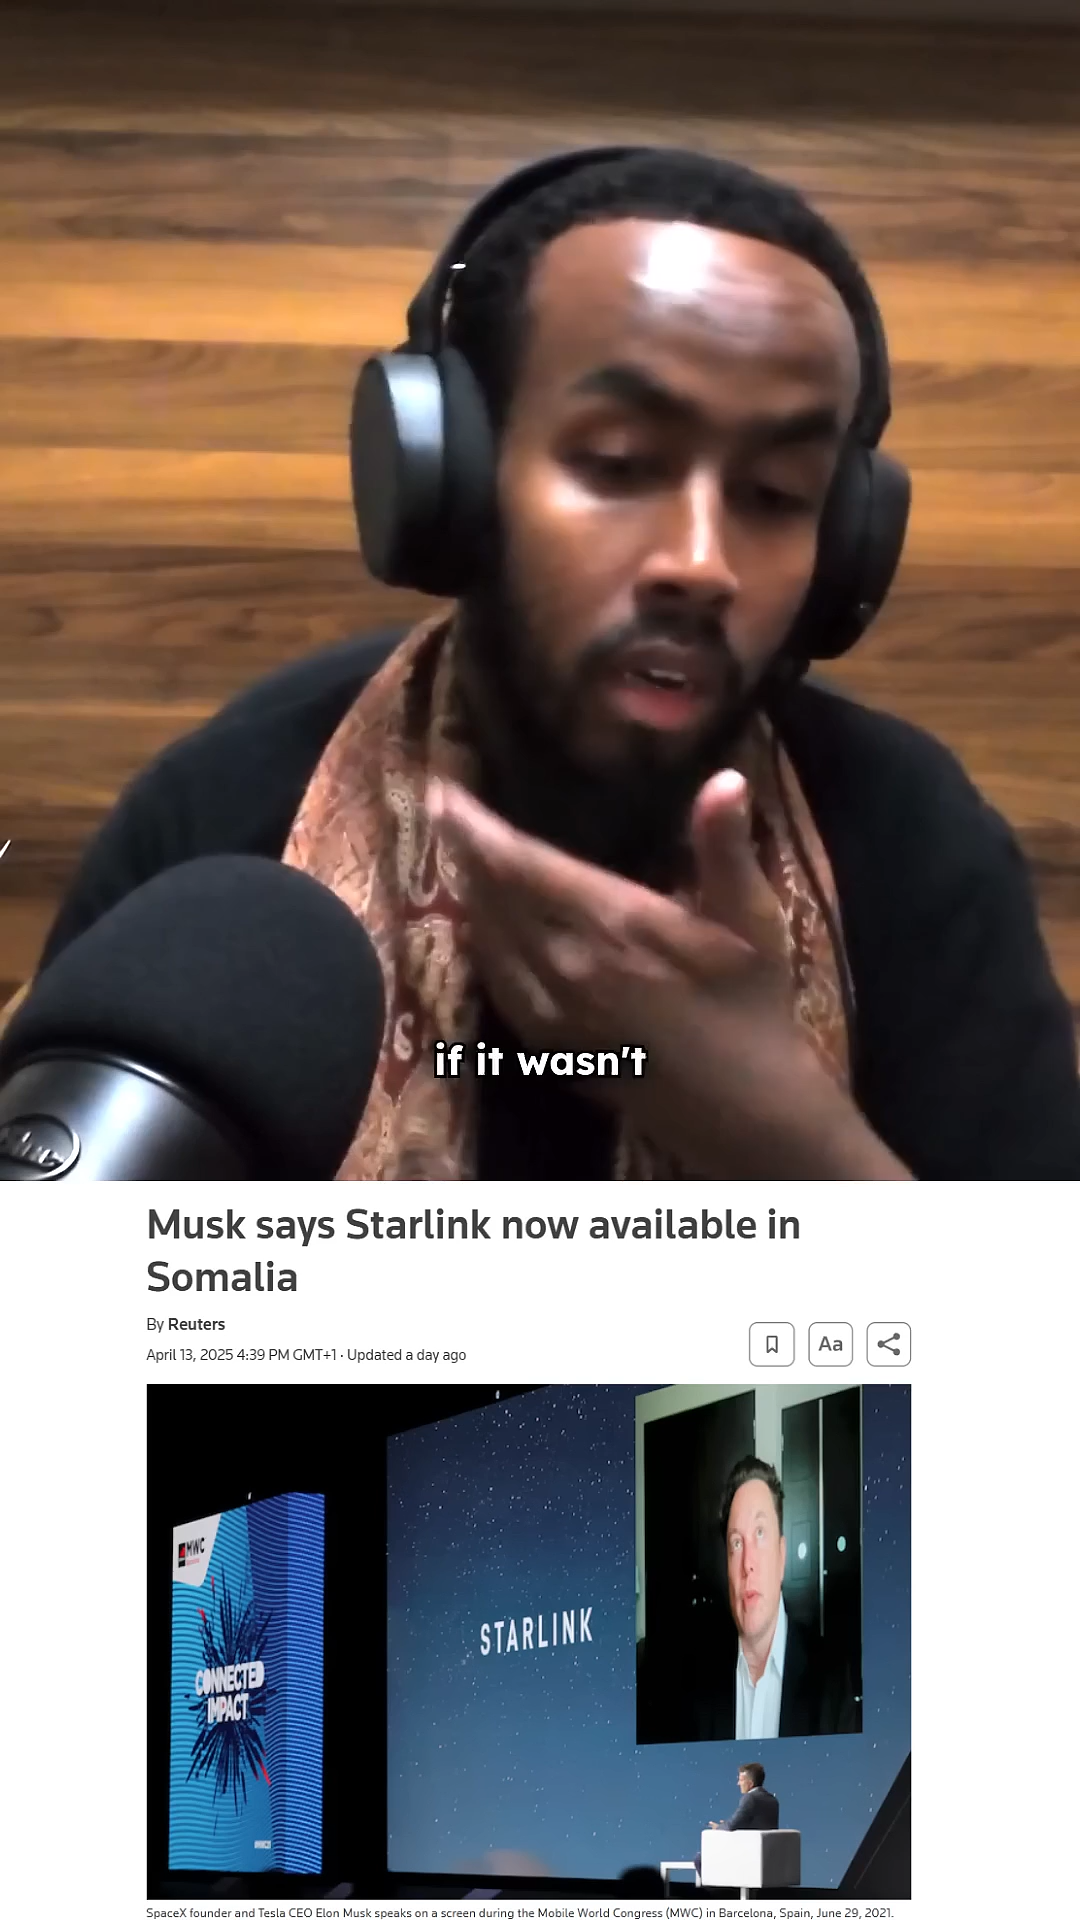 if it wasn't
Musk says Starlink now available in
Somalia
By Reuters
April 13, 2025 4:39 PM GMT+1 · Updated a day ago
Aa
MWC
CONNECTED
IMPACT
STARLINK
SpaceX founder and Tesla CEO Elon Musk speaks on a screen during the Mobile World Congress (MWC) in Barcelona, Spain, June 29, 2021.